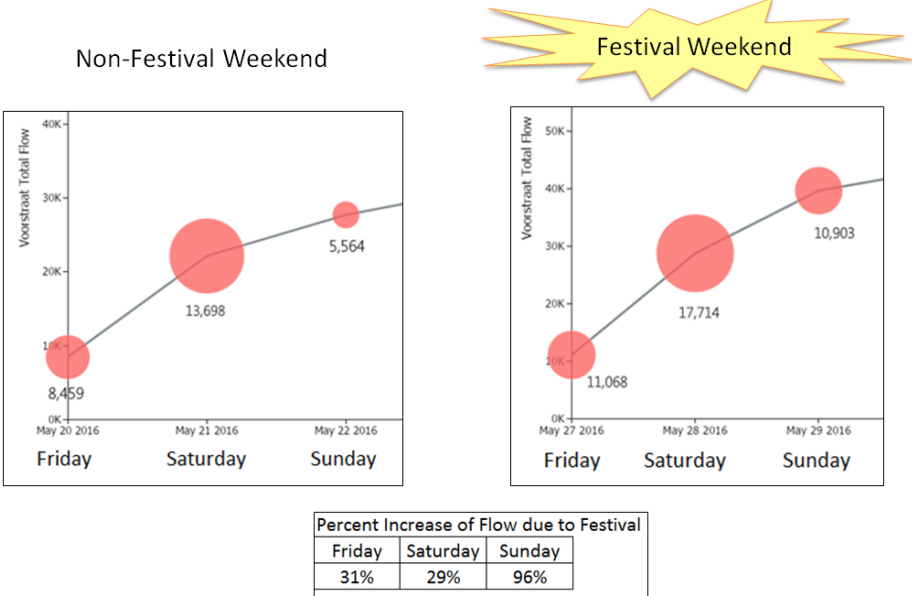 Non-Festival Weekend
Festival Weekend
Voorstraat Total Flow
40K
30K
20K
10K
0K
13,698
5,564
8,459
May 20 2016 May 21 2016 May 22 2016
Friday Saturday Sunday
Voorstraat Total Flow
50K
40K
30K
20K
10K
0K
10,903
17,714
11,068
May 27 2016 May 28 2016 May 29 2016
Friday Saturday Sunday
Percent Increase of Flow due to Festival
Friday Saturday Sunday
31% 29% 96%